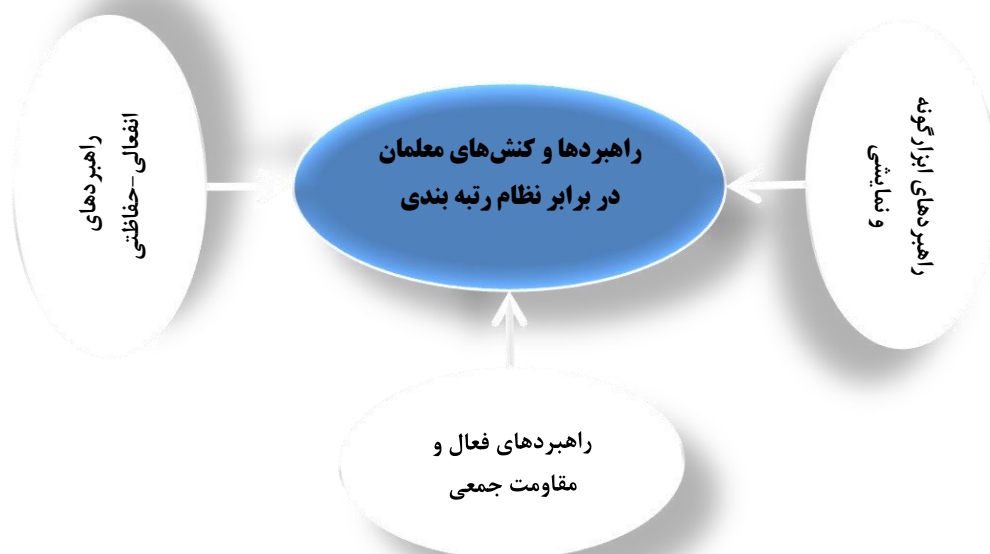 راهبردها و کنش‌های معلمان
در برابر نظام رتبه بندی
راهبردهای ابزارگونه
و نمایشی
راهبردهای
انفعالی-حفاظتی
راهبردهای فعال و
مقاومت جمعی